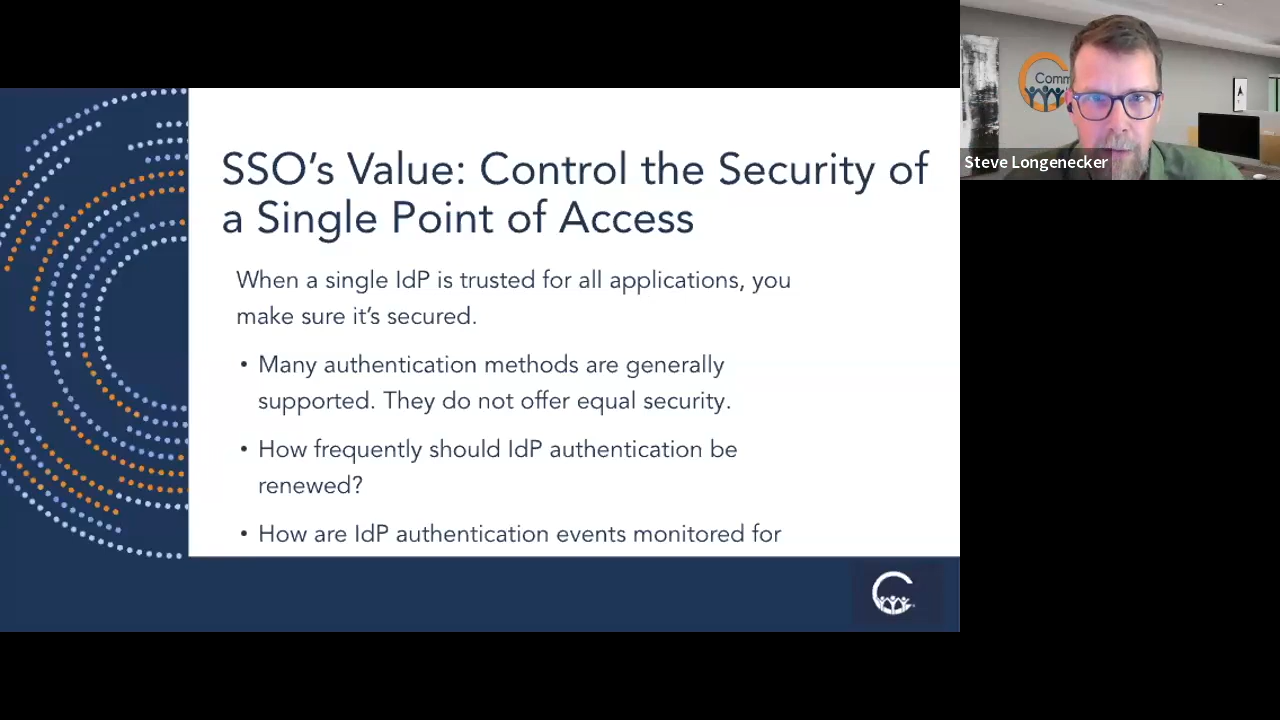 SSO’s Value: Control the Security of
a Single Point of Access
When a single IdP is trusted for all applications, you
make sure it’s secured.
• Many authentication methods are generally
supported. They do not offer equal security.
• How frequently should IdP authentication be
renewed?
• How are IdP authentication events monitored for
Comm
Steve Longenecker